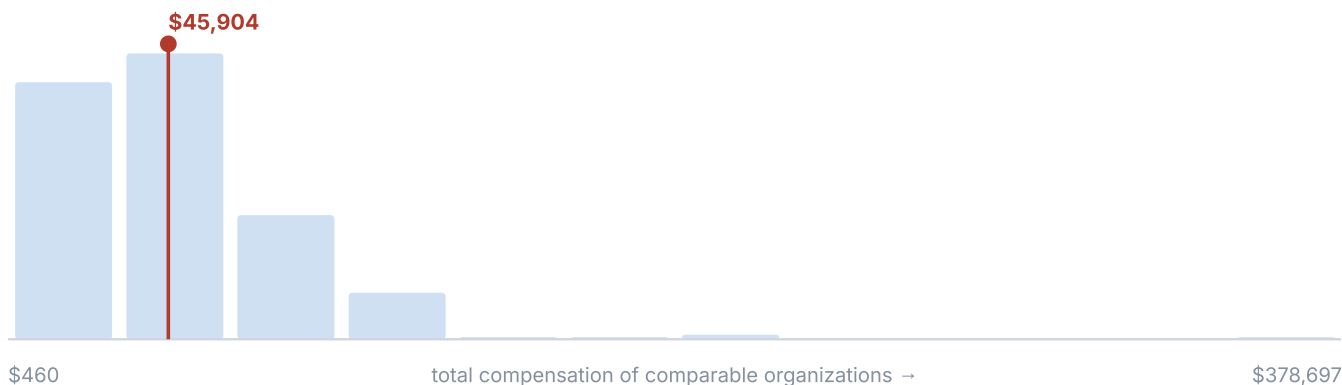 $45,904
$460
total compensation of comparable organizations →
$378,697